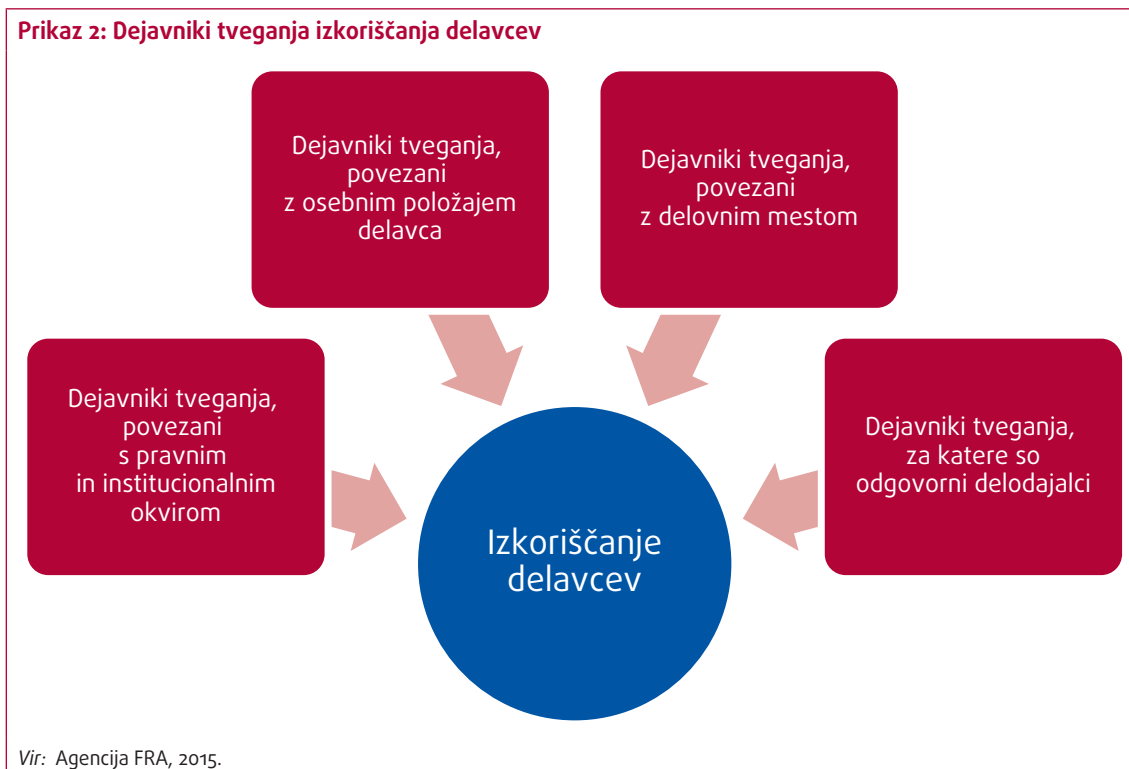 Prikaz 2: Dejavniki tveganja izkoriščanja delavcev
Dejavniki tveganja,
povezani
z osebnim položajem
delavca
Dejavniki tveganja,
povezani
z delovnim mestom
Dejavniki tveganja,
povezani
s pravnim
in institucionalnim
okvirom
Dejavniki tveganja,
za katere so
odgovorni delodajalci
Izkoriščanje
delavcev
Vir: Agencija FRA, 2015.